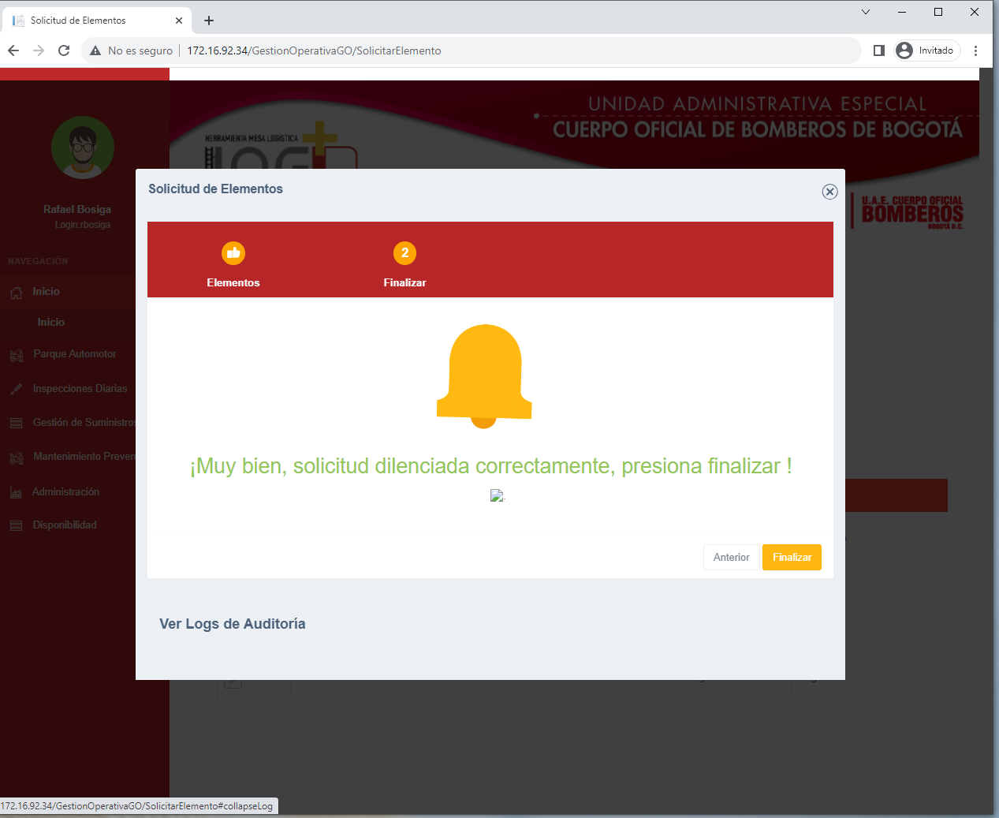 Solicitud de Elementos
No es seguro | 172.16.92.34/GestionOperativaGO/SolicitarElemento
Invitado
UNIDAD ADMINISTRATIVA ESPECIAL
CUERPO OFICIAL DE BOMBEROS DE BOGOTÁ
HERRAMIENTA MESA LOGÍSTICA
LOG
U.A.E. CUERPO OFICIAL
BOMBEROS
BOGOTÁ D.C.
Rafael Bosiga
Login:rbosiga
NAVEGACIÓN
Inicio
Inicio
Parque Automotor
Inspecciones Diarias
Gestión de Suministros
Mantenimiento Preven
Administración
Disponibilidad
Solicitud de Elementos
Elementos
2
Finalizar
¡Muy bien, solicitud dilenciada correctamente, presiona finalizar !
Anterior
Finalizar
Ver Logs de Auditoría
172.16.92.34/GestionOperativaGO/SolicitarElemento#collapseLog